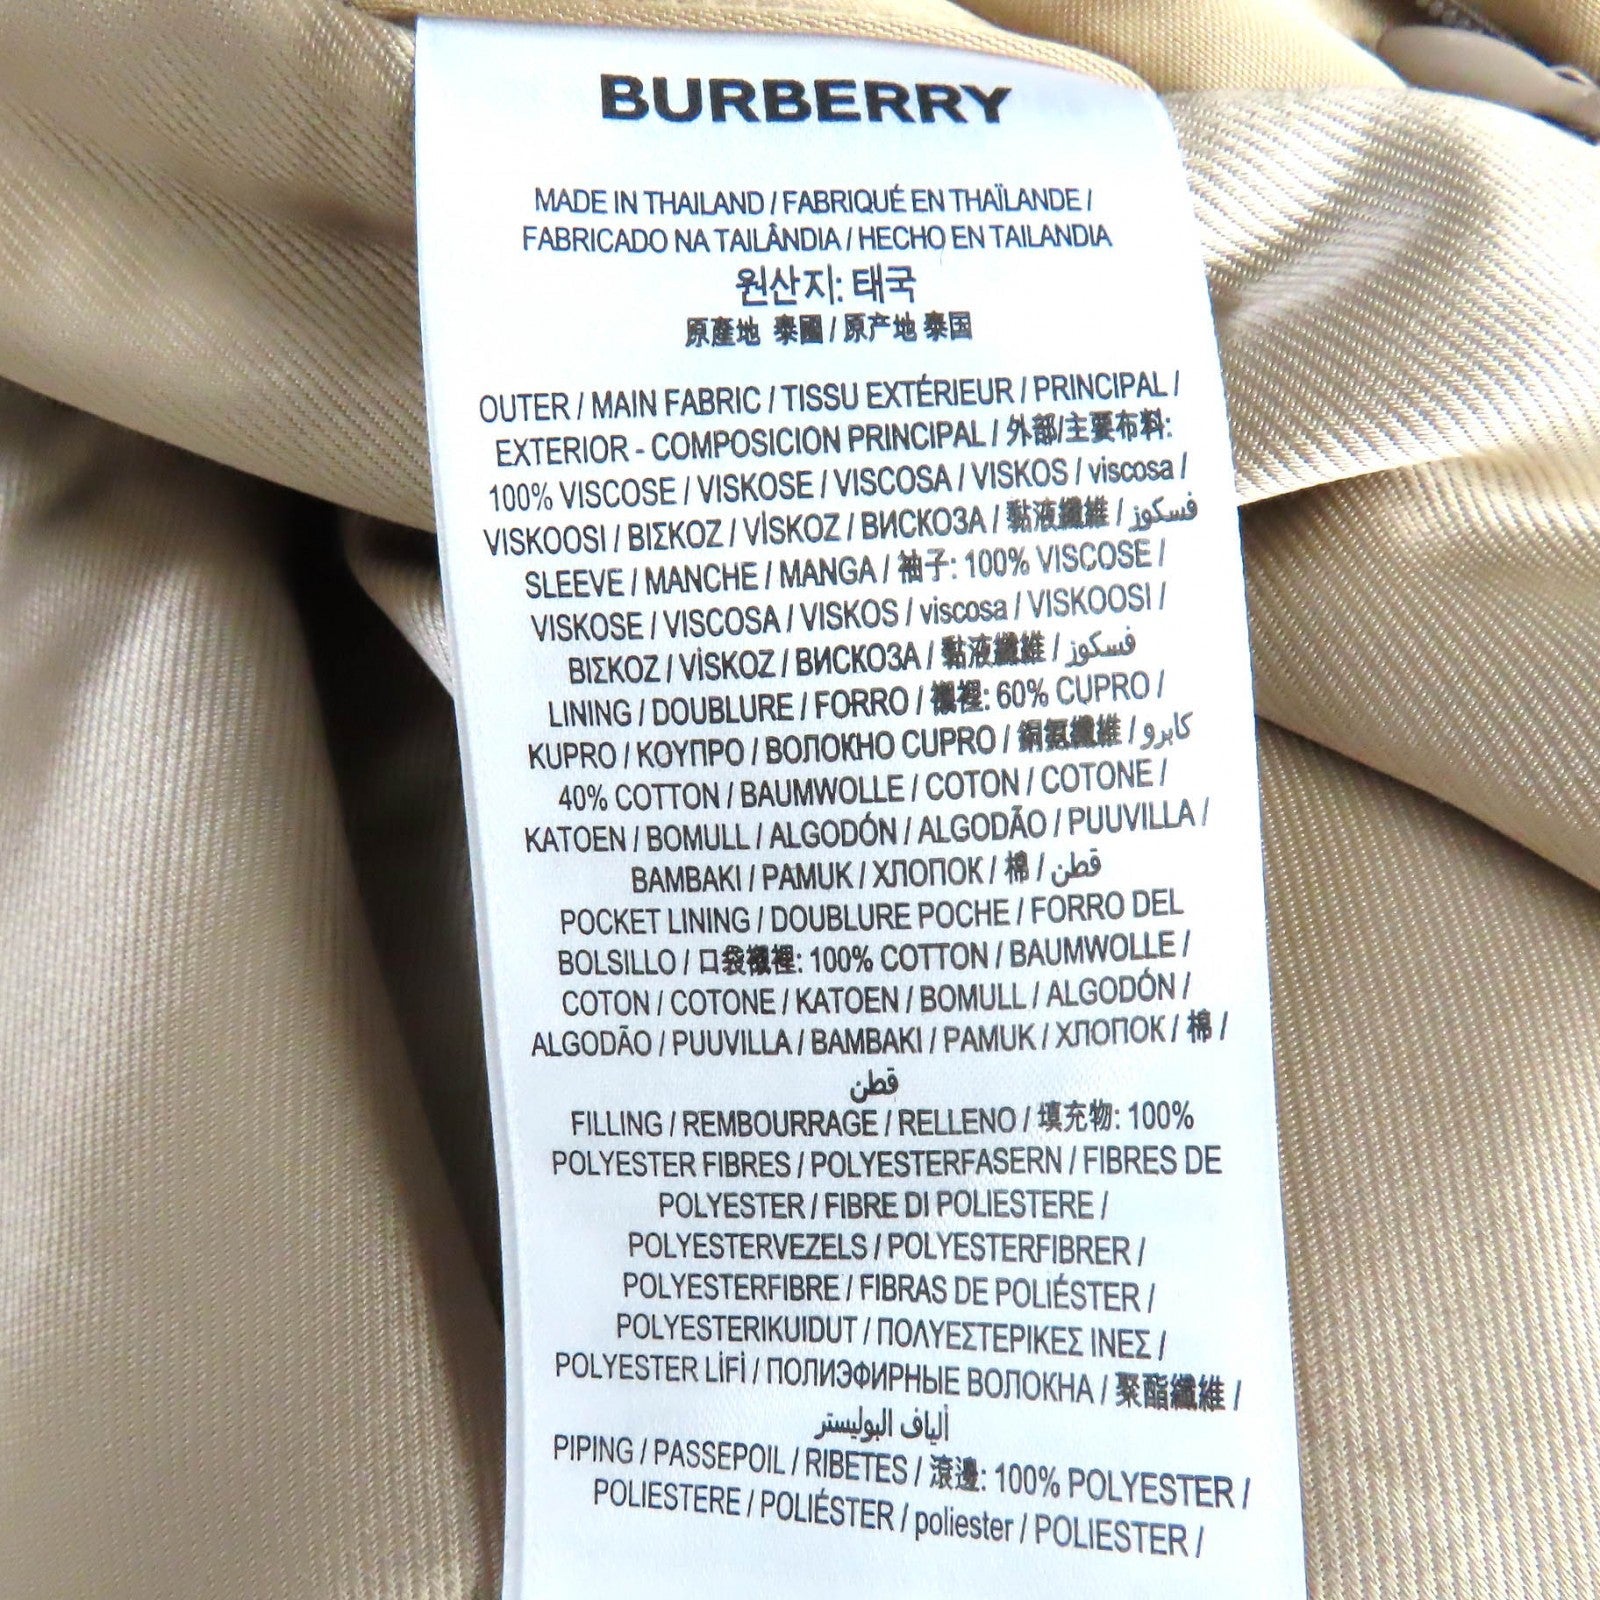 BURBERRY
MADE IN THAILAND / FABRIQUÉ EN THAÏLANDE /
FABRICADO NA TAILÂNDIA / HECHO EN TAILANDIA
원산지: 태국
原產地 泰國 / 原产地 泰国
OUTER / MAIN FABRIC / TISSU EXTÉRIEUR / PRINCIPAL /
EXTERIOR - COMPOSICION PRINCIPAL / 外部/主要布料:
100% VISCOSE / VISKOSE / VISCOSA / VISKOS / viscosa /
VISKOOSI / ΒΙΣΚΟΖ / VİSKOZ / ВИСКОЗА / 黏液纖維 / فسكوز
SLEEVE / MANCHE / MANGA / 袖子: 100% VISCOSE /
VISKOSE / VISCOSA / VISKOS / viscosa / VISKOOSI /
ΒΙΣΚΟΖ / VİSKOZ / ВИСКОЗА / 黏液纖維 / فسكوز
LINING / DOUBLURE / FORRO / 襯裡: 60% CUPRO /
KUPRO / ΚΟΥΠΡΟ / ВОЛОКНО CUPRO / 銅氨纖維 / كابرو
40% COTTON / BAUMWOLLE / COTON / COTONE /
KATOEN / BOMULL / ALGODÓN / ALGODÃO / PUUVILLA /
ΒΑΜΒΑΚΙ / PAMUK / ХЛОПОК / 棉 / قطن
POCKET LINING / DOUBLURE POCHE / FORRO DEL
BOLSILLO / 口袋襯裡: 100% COTTON / BAUMWOLLE /
COTON / COTONE / KATOEN / BOMULL / ALGODÓN /
ALGODÃO / PUUVILLA / ΒΑΜΒΑΚΙ / PAMUK / ХЛОПОК / 棉 /
قطن
FILLING / REMBOURRAGE / RELLENO / 填充物: 100%
POLYESTER FIBRES / POLYESTERFASERN / FIBRES DE
POLYESTER / FIBRE DI POLIESTERE /
POLYESTERVEZELS / POLYESTERFIBRER /
POLYESTERFIBRE / FIBRAS DE POLIÉSTER /
POLYESTERIKUIDUT / ΠΟΛΥΕΣΤΕΡΙΚΕΣ ΙΝΕΣ /
POLYESTER LİFİ / ПОЛИЭФИРНЫЕ ВОЛОКНА / 聚酯纖維 /
ألياف البوليستر
PIPING / PASSEPOIL / RIBETES / 滾邊: 100% POLYESTER /
POLIESTERE / POLIÉSTER / poliester / POLIESTER /